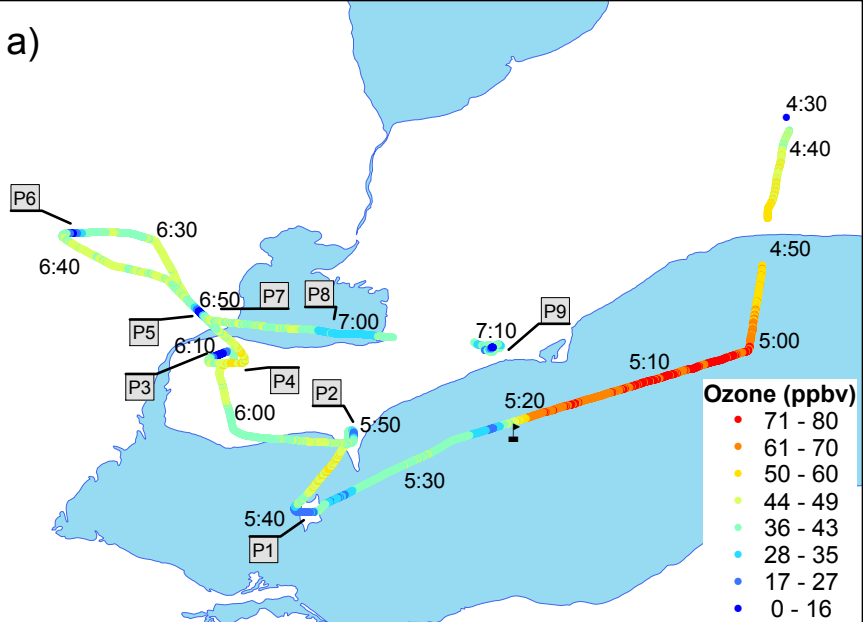 a)
4:30
4:40
P6
6:30
6:40
4:50
6:50
P7
P8
P5
7:00
7:10
P9
6:10
5:00
P3
5:10
P4
P2
5:20
Ozone (ppbv)
6:00
5:50
71 - 80
61 - 70
5:30
50 - 60
44 - 49
5:40
36 - 43
P1
28 - 35
17 - 27
0 - 16